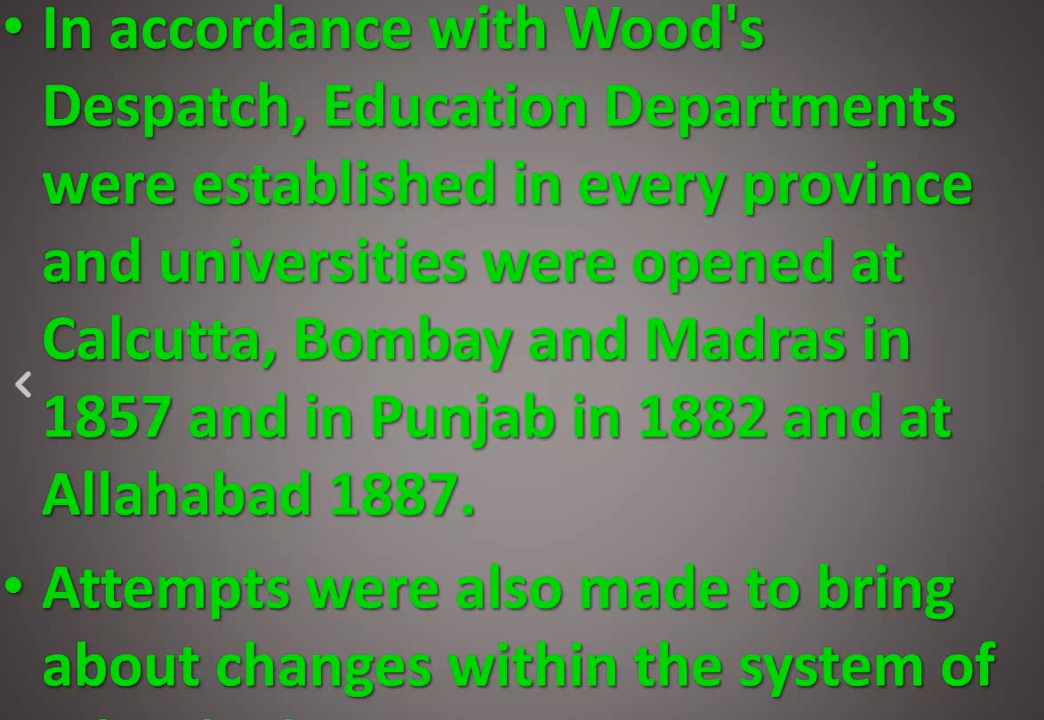 • In accordance with Wood's
Despatch, Education Departments
were established in every province
and universities were opened at
Calcutta, Bombay and Madras in
1857 and in Punjab in 1882 and at
Allahabad 1887.
• Attempts were also made to bring
about changes within the system of